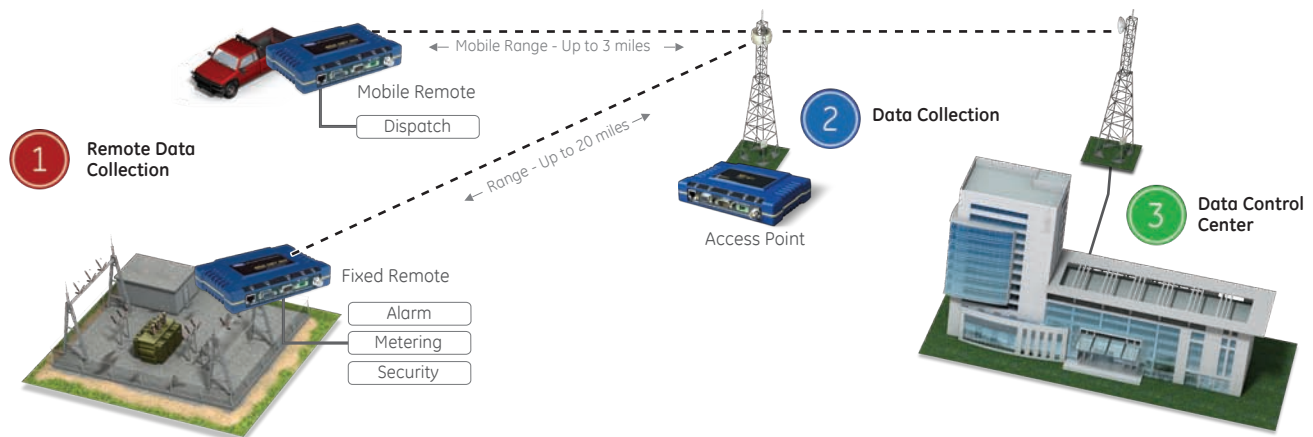 Mobile Range - Up to 3 miles
Mobile Remote
Dispatch
1
Remote Data
Collection
Range - Up to 20 miles
2
Data Collection
Access Point
3
Data Control
Center
Fixed Remote
Alarm
Metering
Security